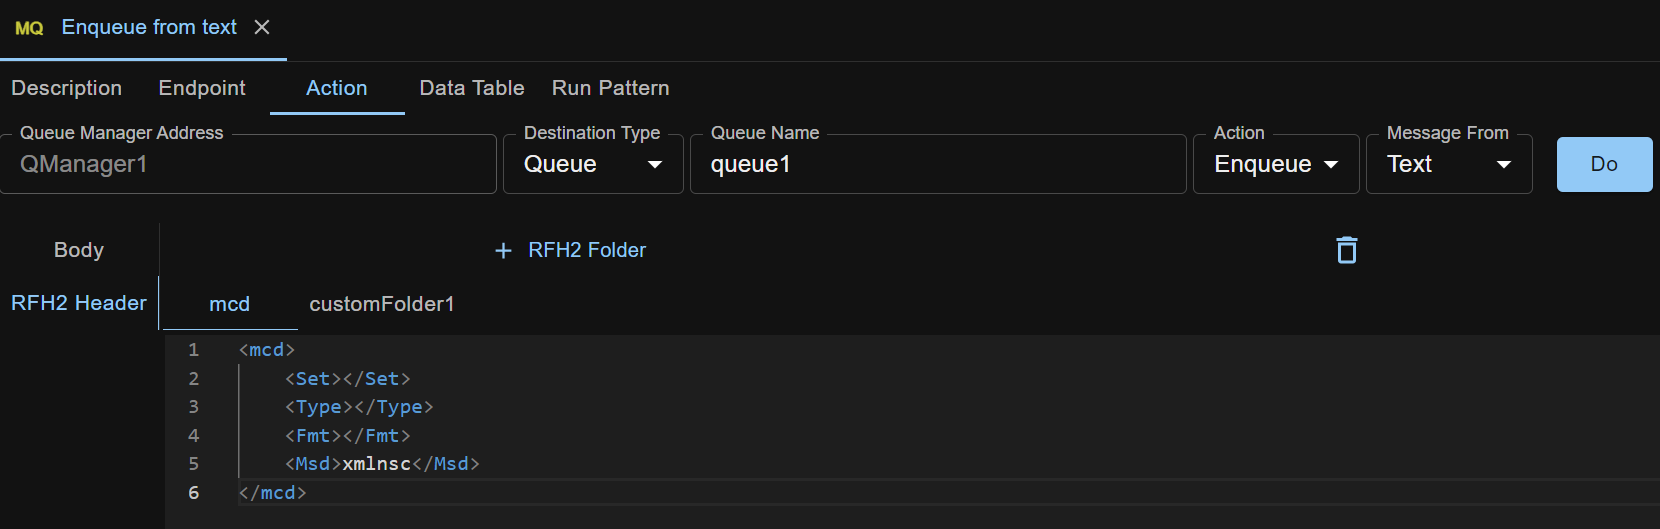 MQ Enqueue from text
Description Endpoint Action Data Table Run Pattern
Queue Manager Address Destination Type Queue Name Action Message From
QManager1 Queue queue1 Enqueue Text Do
Body + RFH2 Folder
RFH2 Header mcd customFolder1
1 <mcd>
2 <Set></Set>
3 <Type></Type>
4 <Fmt></Fmt>
5 <Msd>xmlnsc</Msd>
6 </mcd>